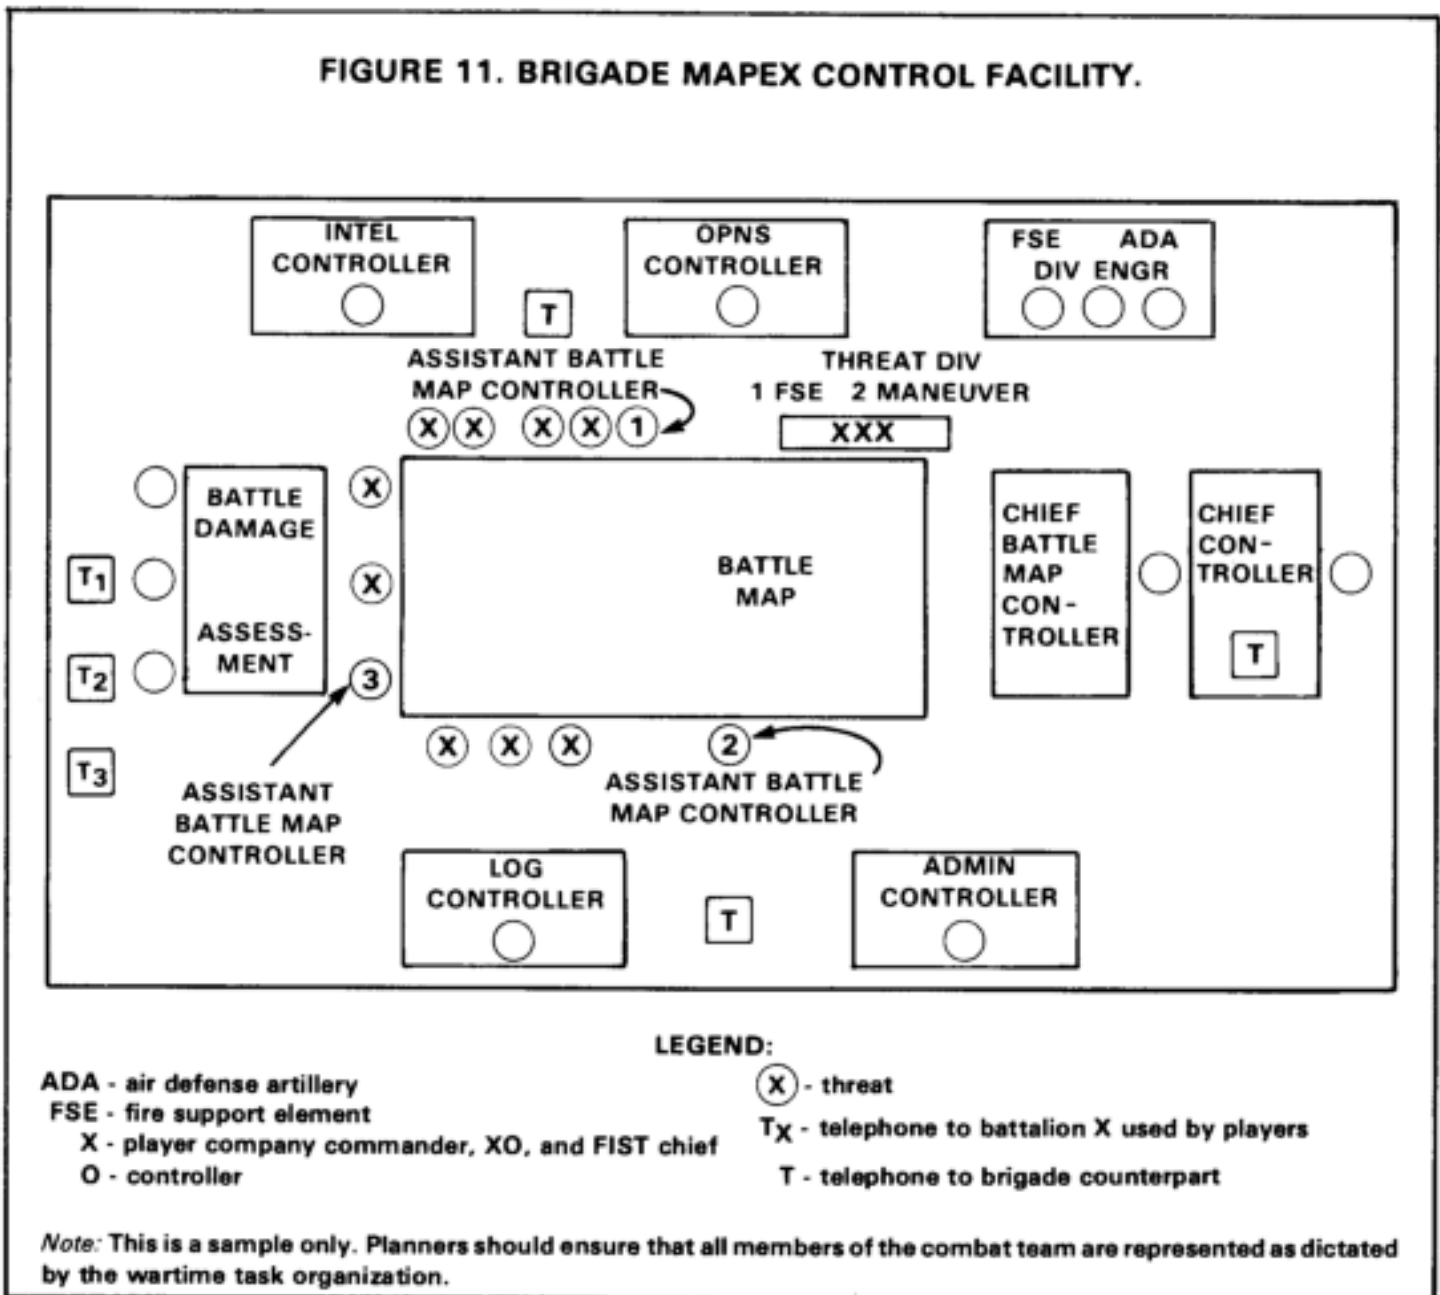 FIGURE 11. BRIGADE MAPEX CONTROL FACILITY.
INTEL
CONTROLLER
T
OPNS
CONTROLLER
FSE ADA
DIV ENGR
ASSISTANT BATTLE
MAP CONTROLLER
X X X X 1
THREAT DIV
1 FSE 2 MANEUVER
XXX
BATTLE
DAMAGE
ASSESS-
MENT
T1
T2
T3
X
X
3
BATTLE
MAP
CHIEF
BATTLE
MAP
CON-
TROLLER
CHIEF
CON-
TROLLER
T
X X X 2
ASSISTANT
BATTLE MAP
CONTROLLER
ASSISTANT BATTLE
MAP CONTROLLER
LOG
CONTROLLER
T
ADMIN
CONTROLLER
LEGEND:
ADA - air defense artillery
FSE - fire support element
X - player company commander, XO, and FIST chief
O - controller
X - threat
TX - telephone to battalion X used by players
T - telephone to brigade counterpart
Note: This is a sample only. Planners should ensure that all members of the combat team are represented as dictated
by the wartime task organization.